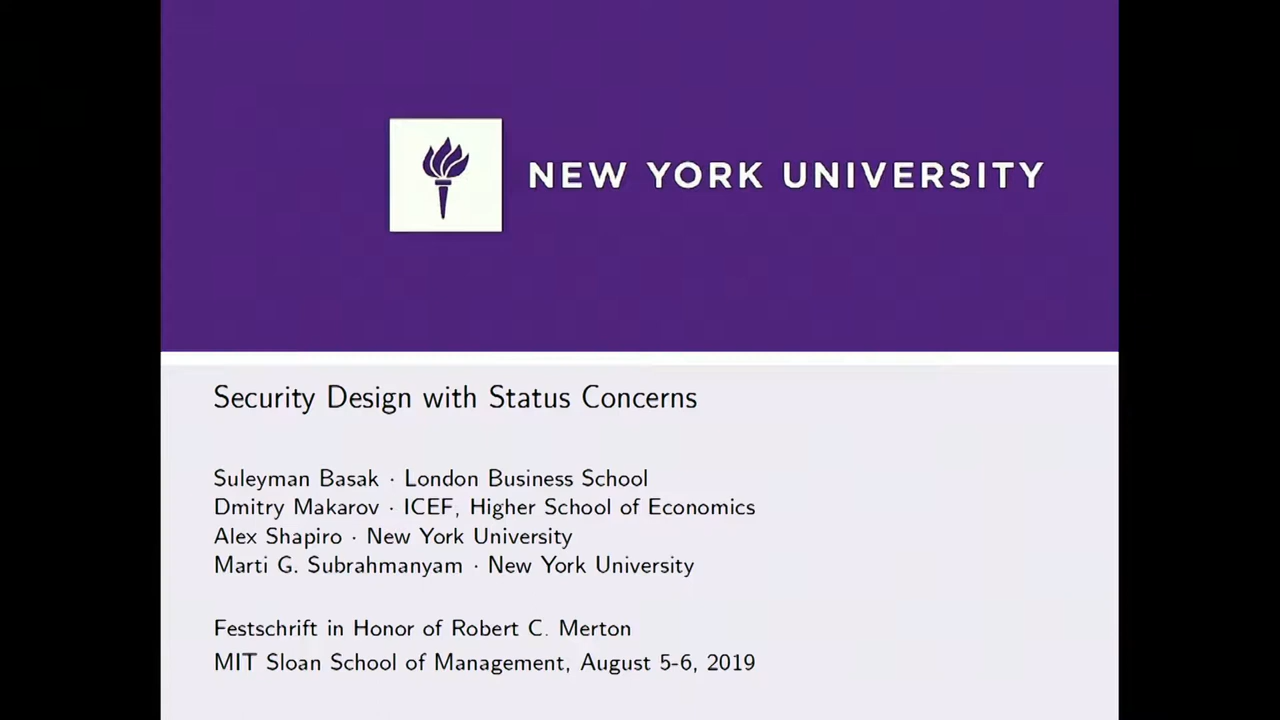 NEW YORK UNIVERSITY
Security Design with Status Concerns
Suleyman Basak · London Business School
Dmitry Makarov · ICEF, Higher School of Economics
Alex Shapiro · New York University
Marti G. Subrahmanyam · New York University
Festschrift in Honor of Robert C. Merton
MIT Sloan School of Management, August 5-6, 2019